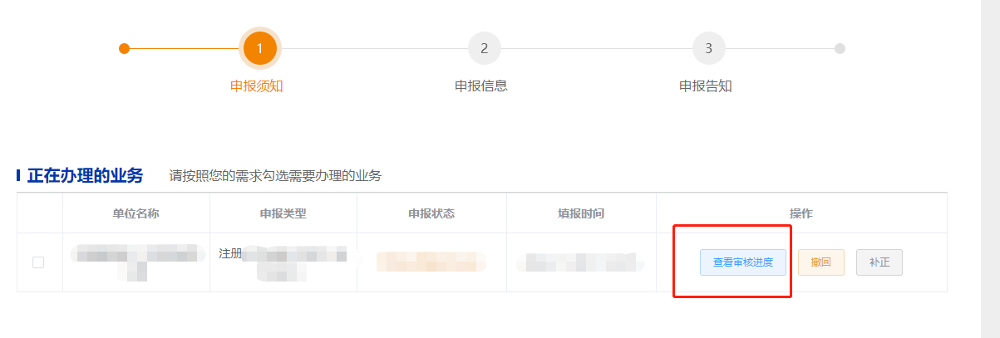 1
2
3
申报须知
申报信息
申报告知
正在办理的业务 请按照您的需求勾选需要办理的业务
单位名称 申报类型 申报状态 填报时间 操作
注册
查看审核进度 撤回 补正